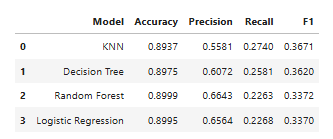 Model Accuracy Precision Recall F1
0 KNN 0.8937 0.5581 0.2740 0.3671
1 Decision Tree 0.8975 0.6072 0.2581 0.3620
2 Random Forest 0.8999 0.6643 0.2263 0.3372
3 Logistic Regression 0.8995 0.6564 0.2268 0.3370